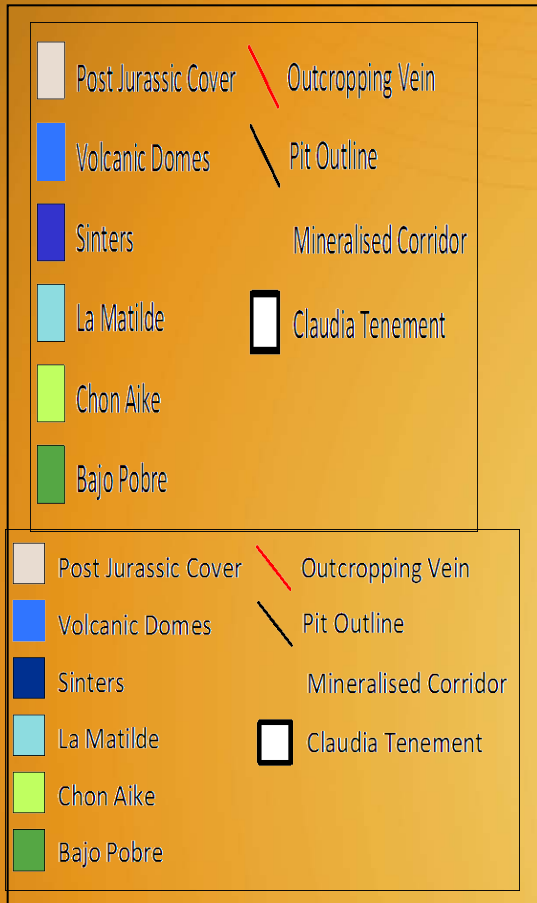 Post Jurassic Cover
Outcropping Vein
Volcanic Domes
Pit Outline
Sinters
Mineralised Corridor
La Matilde
Claudia Tenement
Chon Aike
Bajo Pobre
Post Jurassic Cover
Outcropping Vein
Volcanic Domes
Pit Outline
Sinters
Mineralised Corridor
La Matilde
Claudia Tenement
Chon Aike
Bajo Pobre